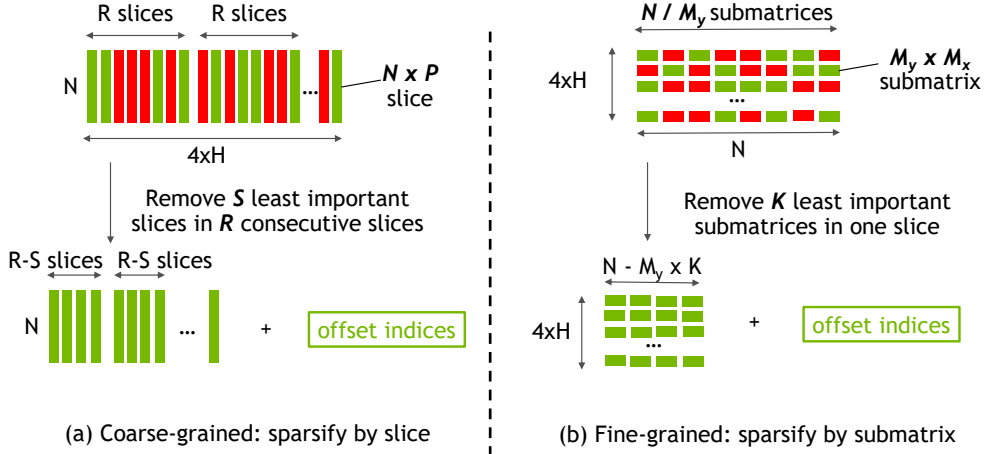 R slices
R slices
N
...
N x P
slice
4xH
Remove S least important
slices in R consecutive slices
R-S slices
R-S slices
N
...
+
offset indices
(a) Coarse-grained: sparsify by slice
N / My submatrices
4xH
...
My x Mx
submatrix
N
Remove K least important
submatrices in one slice
N - My x K
4xH
...
+
offset indices
(b) Fine-grained: sparsify by submatrix